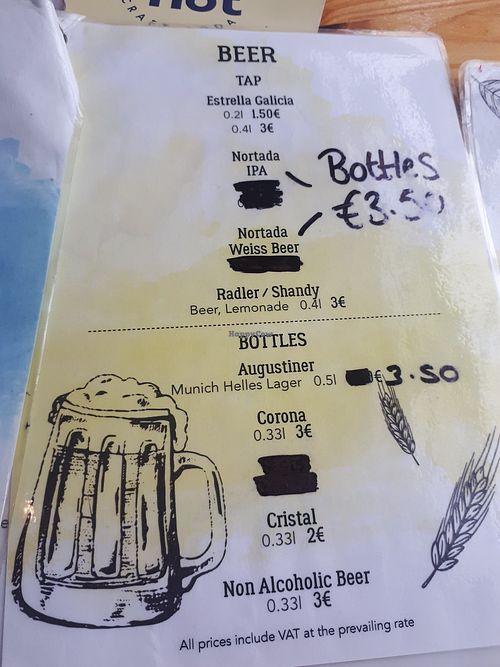 not
BEER
TAP
Estrella Galicia
0.2l 1.50€
0.4l 3€
Nortada
IPA
Bottles
€3.50
Nortada
Weiss Beer
Radler / Shandy
Beer, Lemonade 0.4l 3€
HappyCow
BOTTLES
Augustiner
Munich Helles Lager 0.5l €3.50
Corona
0.33l 3€
Cristal
0.33l 2€
Non Alcoholic Beer
0.33l 3€
All prices include VAT at the prevailing rate